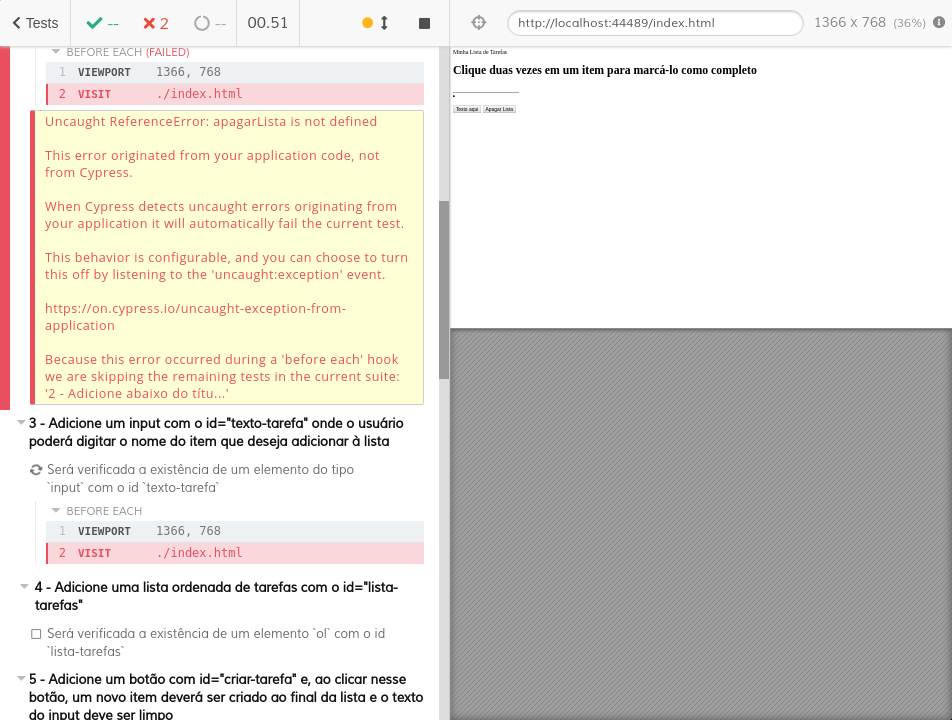 Tests
--
2
--
00.51
http://localhost:44489/index.html
1366 x 768 (36%)
BEFORE EACH (FAILED)
1 VIEWPORT 1366, 768
2 VISIT ./index.html
Uncaught ReferenceError: apagarLista is not defined
This error originated from your application code, not
from Cypress.
When Cypress detects uncaught errors originating from
your application it will automatically fail the current test.
This behavior is configurable, and you can choose to turn
this off by listening to the 'uncaught:exception' event.
https://on.cypress.io/uncaught-exception-from-
application
Because this error occurred during a 'before each' hook
we are skipping the remaining tests in the current suite:
'2 - Adicione abaixo do títu...'
3 - Adicione um input com o id="texto-tarefa" onde o usuário
poderá digitar o nome do item que deseja adicionar à lista
Será verificada a existência de um elemento do tipo
`input` com o id `texto-tarefa`
BEFORE EACH
1 VIEWPORT 1366, 768
2 VISIT ./index.html
4 - Adicione uma lista ordenada de tarefas com o id="lista-
tarefas"
Será verificada a existência de um elemento `ol` com o id
`lista-tarefas`
5 - Adicione um botão com id="criar-tarefa" e, ao clicar nesse
botão, um novo item deverá ser criado ao final da lista e o texto
do input deve ser limpo
Minha Lista de Tarefas
Clique duas vezes em um item para marcá-lo como completo
Texto aqui Apagar Lista